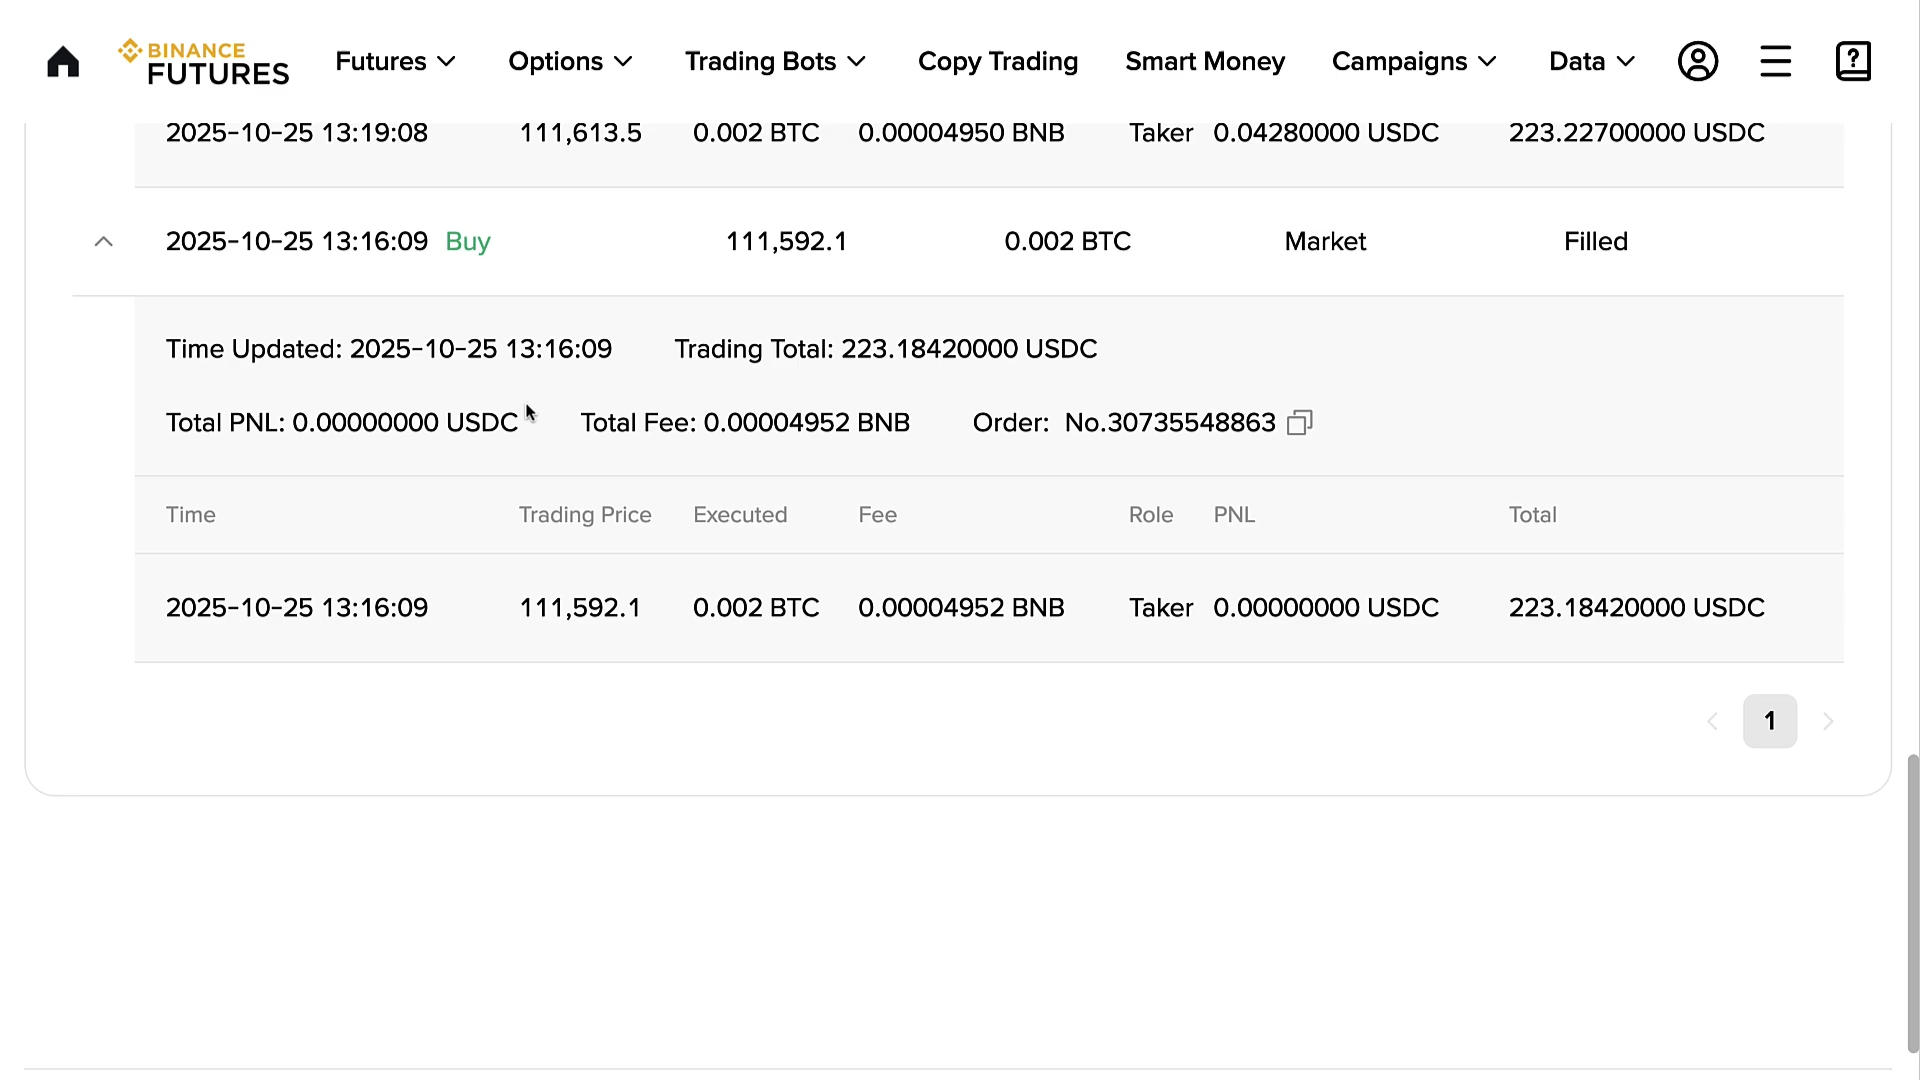 BINANCE FUTURES Futures Options Trading Bots Copy Trading Smart Money Campaigns Data
2025-10-25 13:19:08 111,613.5 0.002 BTC 0.00004950 BNB Taker 0.04280000 USDC 223.22700000 USDC
2025-10-25 13:16:09 Buy 111,592.1 0.002 BTC Market Filled
Time Updated: 2025-10-25 13:16:09 Trading Total: 223.18420000 USDC
Total PNL: 0.00000000 USDC Total Fee: 0.00004952 BNB Order: No.30735548863
Time Trading Price Executed Fee Role PNL Total
2025-10-25 13:16:09 111,592.1 0.002 BTC 0.00004952 BNB Taker 0.00000000 USDC 223.18420000 USDC
1